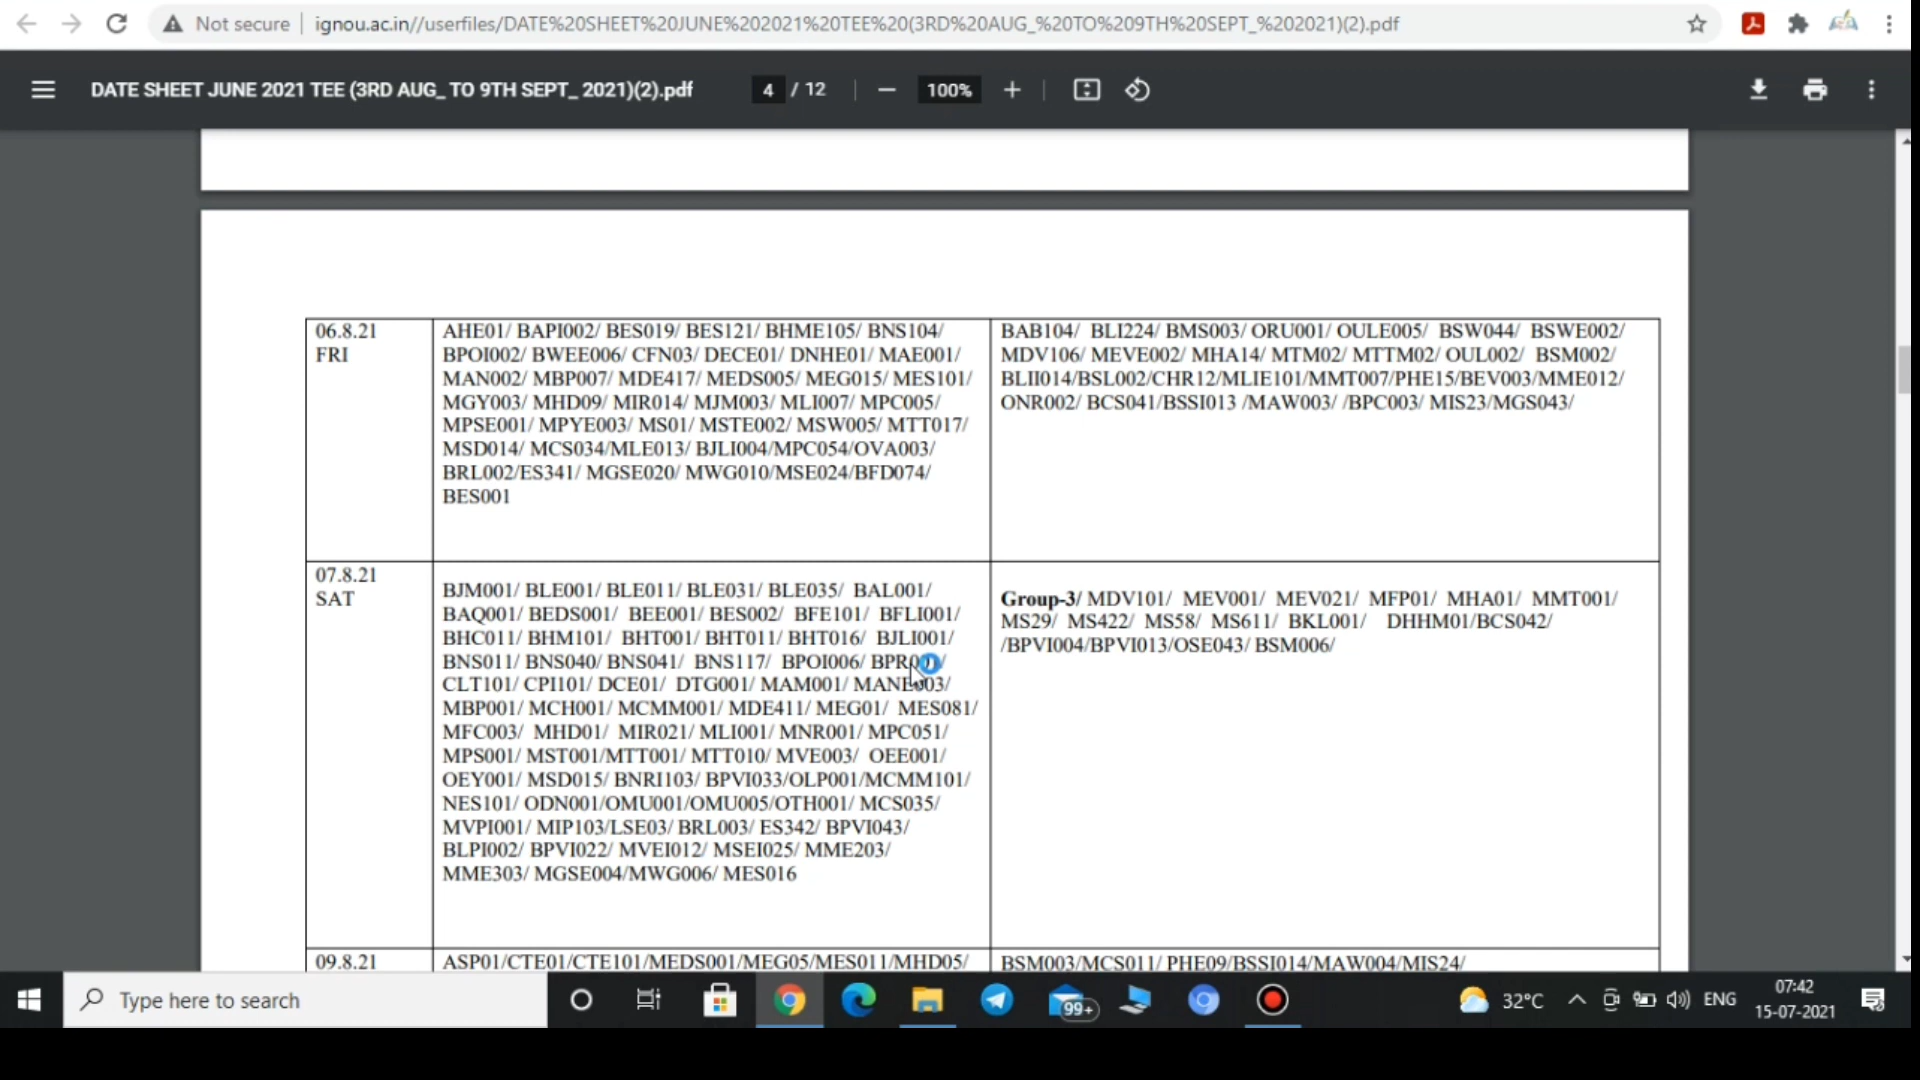 Not secure
ignou.ac.in//userfiles/DATE%20SHEET%20JUNE%202021%20TEE%20(3RD%20AUG_%20TO%209TH%20SEPT_%202021)(2).pdf
DATE SHEET JUNE 2021 TEE (3RD AUG_ TO 9TH SEPT_ 2021)(2).pdf
4 / 12
100%
06.8.21
FRI
AHE01/ BAPI002/ BES019/ BES121/ BHME105/ BNS104/
BPOI002/ BWEE006/ CFN03/ DECE01/ DNHE01/ MAE001/
MAN002/ MBP007/ MDE417/ MEDS005/ MEG015/ MES101/
MGY003/ MHD09/ MIR014/ MJM003/ MLI007/ MPC005/
MPSE001/ MPYE003/ MS01/ MSTE002/ MSW005/ MTT017/
MSD014/ MCS034/MLE013/ BJLI004/MPC054/OVA003/
BRL002/ES341/ MGSE020/ MWG010/MSE024/BFD074/
BES001
BAB104/ BLI224/ BMS003/ ORU001/ OULE005/ BSW044/ BSWE002/
MDV106/ MEVE002/ MHA14/ MTM02/ MTTM02/ OUL002/ BSM002/
BLII014/BSL002/CHR12/MLIE101/MMT007/PHE15/BEV003/MME012/
ONR002/ BCS041/BSSI013 /MAW003/ /BPC003/ MIS23/MGS043/
07.8.21
SAT
BJM001/ BLE001/ BLE011/ BLE031/ BLE035/ BAL001/
BAQ001/ BEDS001/ BEE001/ BES002/ BFE101/ BFLI001/
BHC011/ BHM101/ BHT001/ BHT011/ BHT016/ BJLI001/
BNS011/ BNS040/ BNS041/ BNS117/ BPOI006/
CLT101/ CPI101/ DCE01/ DTG001/ MAM001/ MANE003/
MBP001/ MCH001/ MCMM001/ MDE411/ MEG01/ MES081/
MFC003/ MHD01/ MIR021/ MLI001/ MNR001/ MPC051/
MPS001/ MST001/MTT001/ MTT010/ MVE003/ OEE001/
OEY001/ MSD015/ BNRI103/ BPVI033/OLP001/MCMM101/
NES101/ ODN001/OMU001/OMU005/OTH001/ MCS035/
MVPI001/ MIP103/LSE03/ BRL003/ ES342/ BPVI043/
BLPI002/ BPVI022/ MVEI012/ MSEI025/ MME203/
MME303/ MGSE004/MWG006/ MES016
Group-3/ MDV101/ MEV001/ MEV021/ MFP01/ MHA01/ MMT001/
MS29/ MS422/ MS58/ MS611/ BKL001/ DHHM01/BCS042/
/BPVI004/BPVI013/OSE043/ BSM006/
09.8.21
ASP01/CTE01/CTE101/MEDS001/MEG05/MES011/MHD05/
BSM003/MCS011/ PHE09/BSSI014/MAW004/MIS24/
Type here to search
99+
32°C
ENG
07:42
15-07-2021